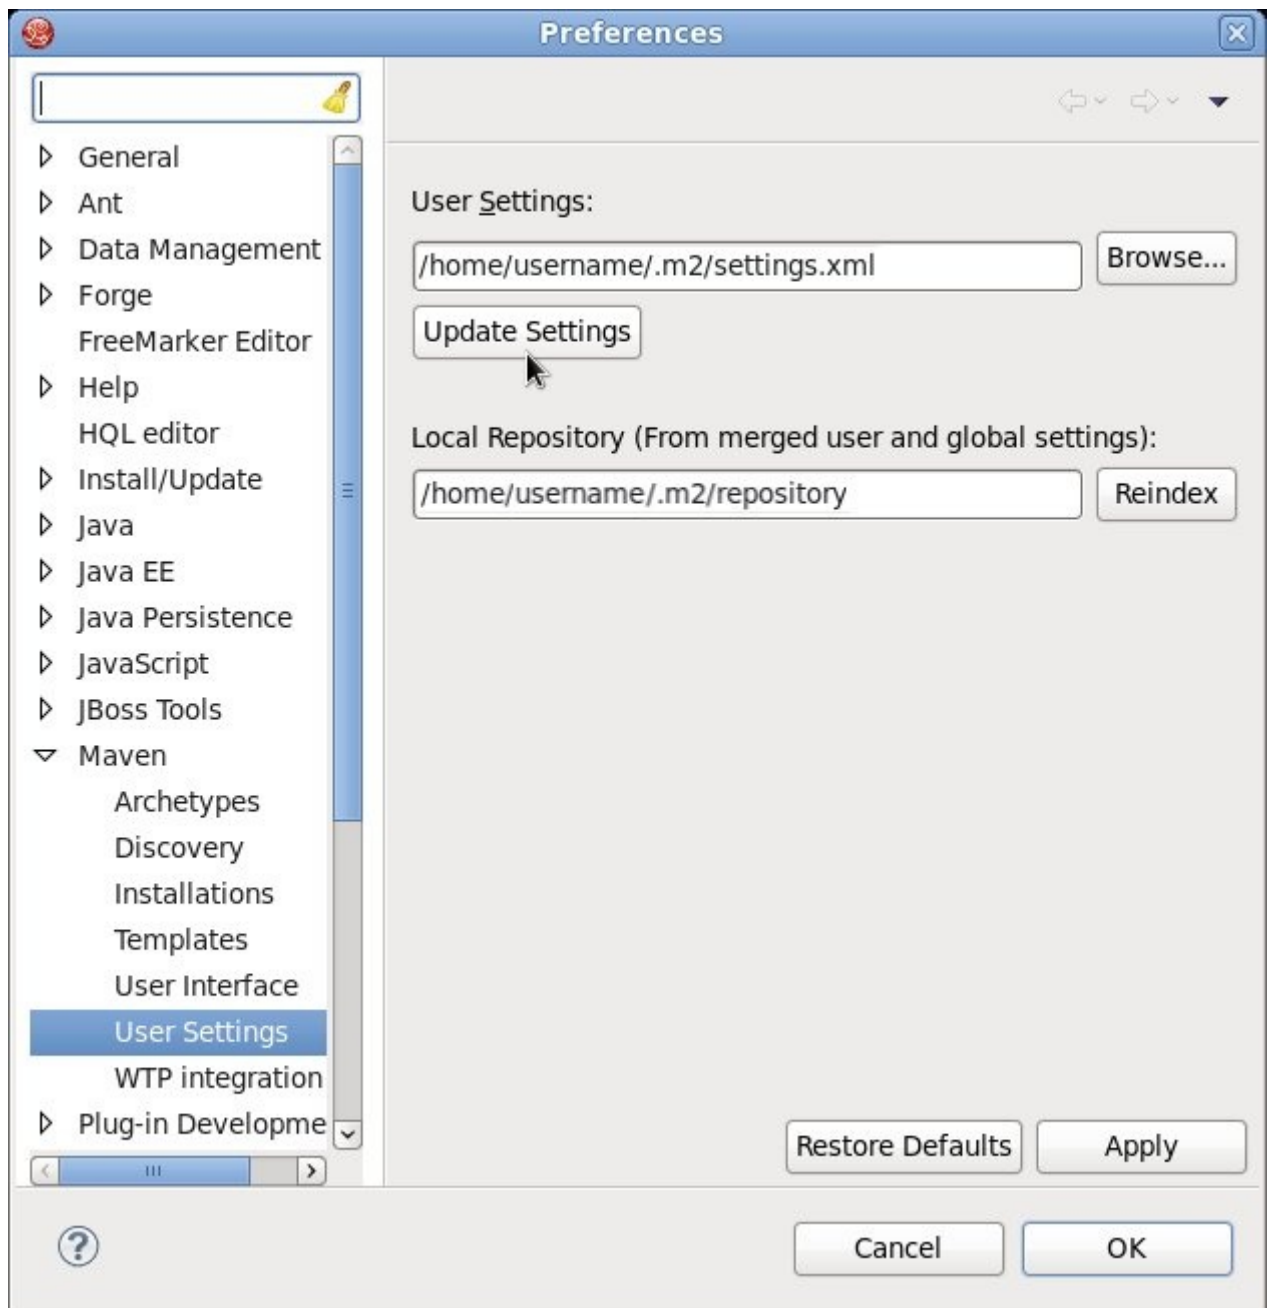 Preferences
General
Ant
Data Management
Forge
FreeMarker Editor
Help
HQL editor
Install/Update
Java
Java EE
Java Persistence
JavaScript
JBoss Tools
Maven
Archetypes
Discovery
Installations
Templates
User Interface
User Settings
WTP integration
Plug-in Developme
User Settings:
/home/username/.m2/settings.xml
Browse...
Update Settings
Local Repository (From merged user and global settings):
/home/username/.m2/repository
Reindex
Restore Defaults
Apply
?
Cancel
OK